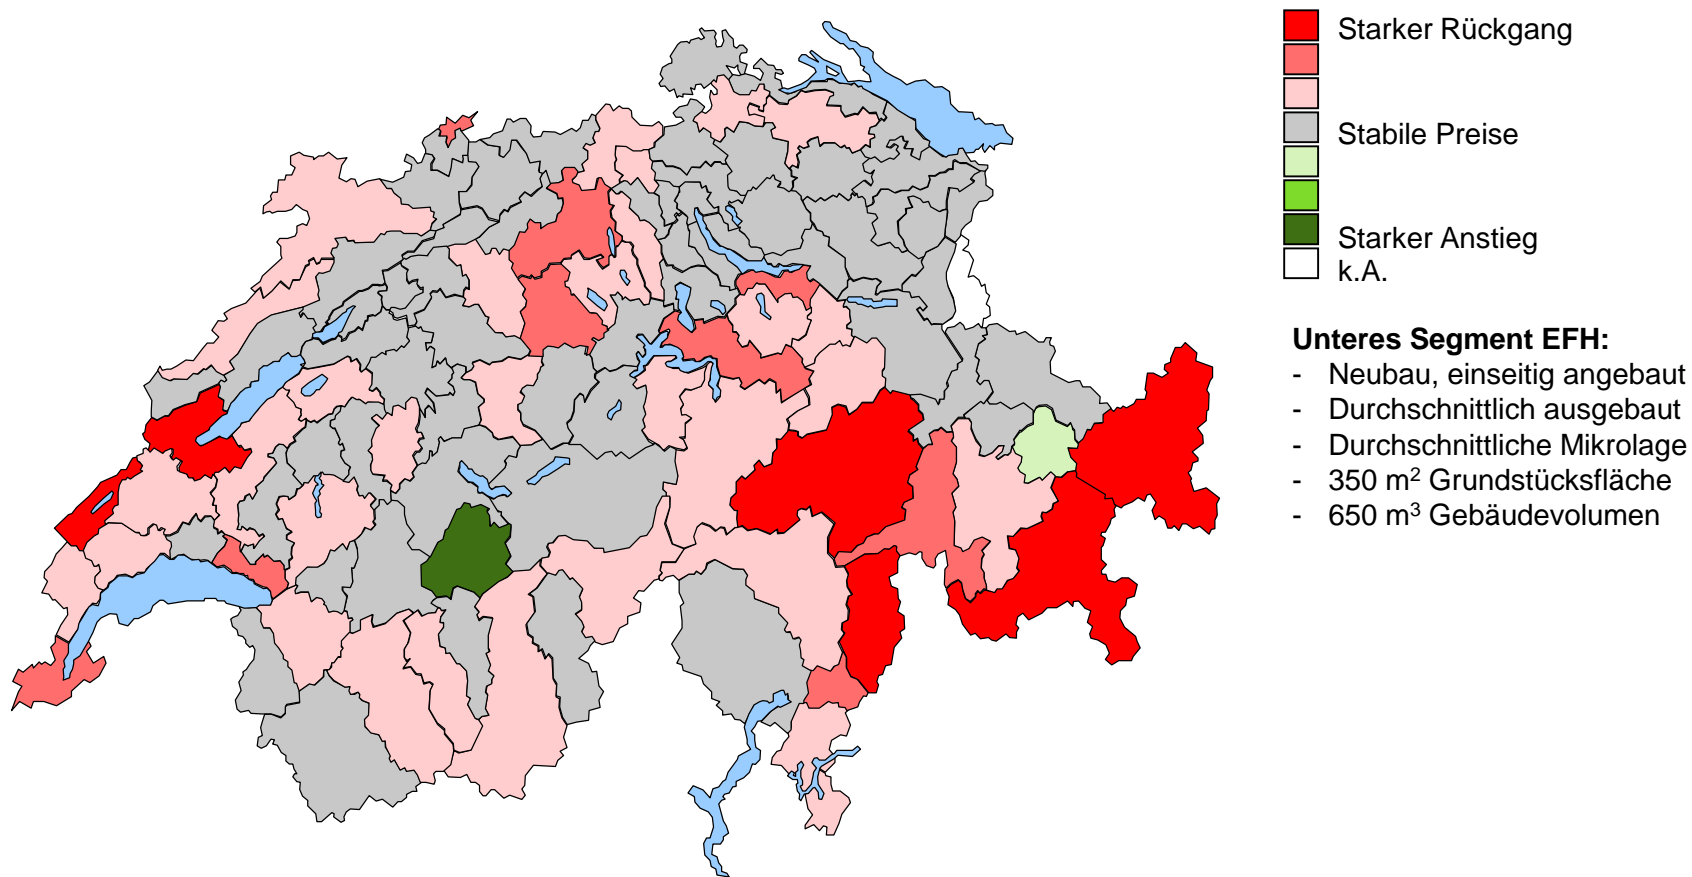 Starker Rückgang
Stabile Preise
Starker Anstieg
k.A.
Unteres Segment EFH:
- Neubau, einseitig angebaut
- Durchschnittlich ausgebaut
- Durchschnittliche Mikrolage
- 350 m² Grundstücksfläche
- 650 m³ Gebäudevolumen